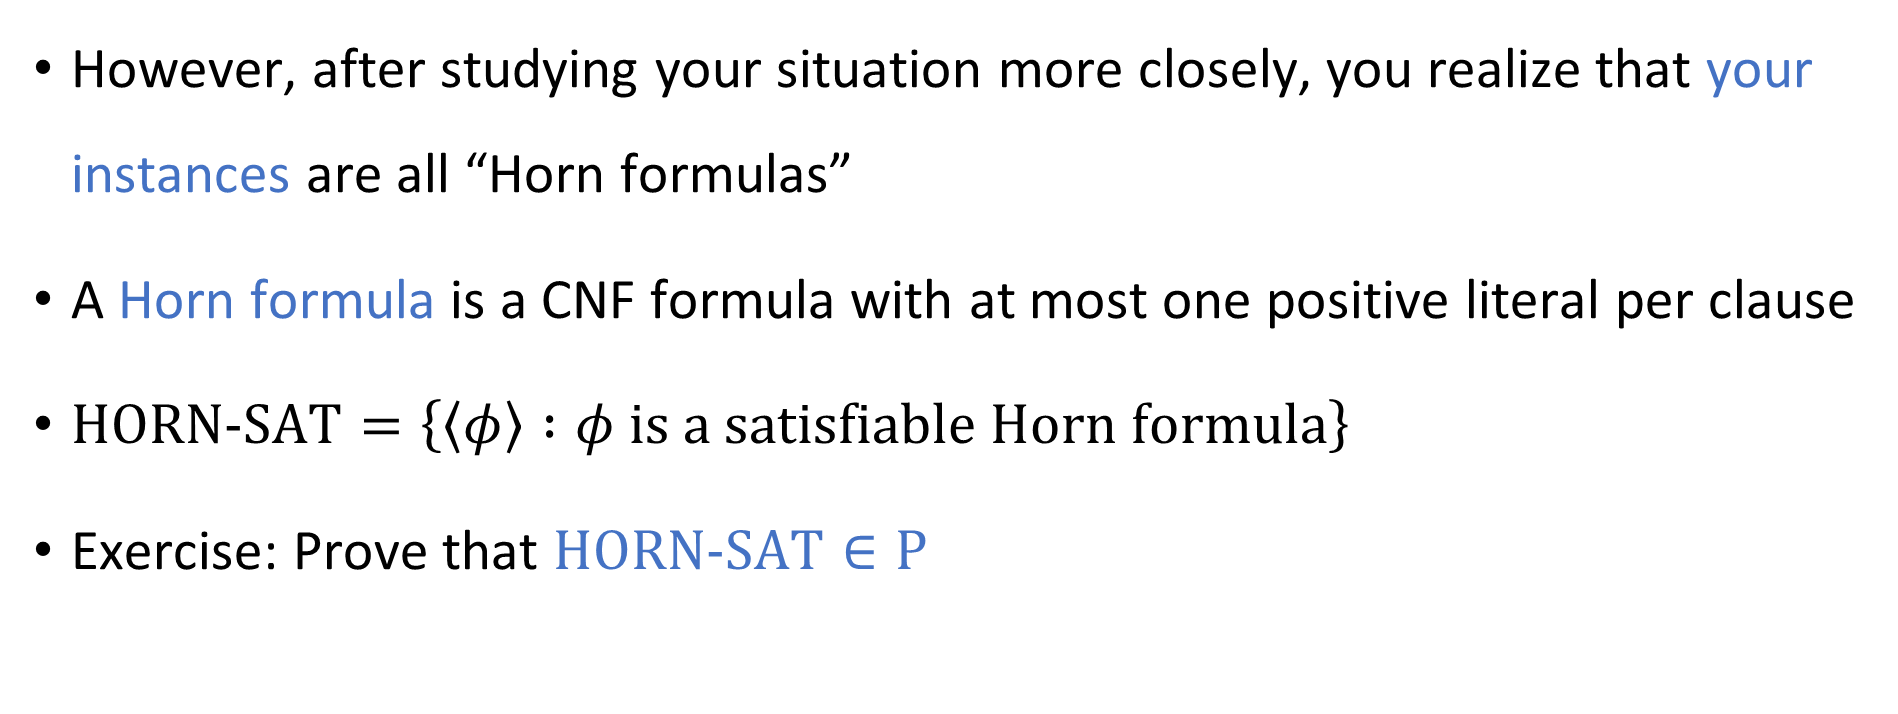 • However, after studying your situation more closely, you realize that your
instances are all “Horn formulas”
• A Horn formula is a CNF formula with at most one positive literal per clause
• HORN-SAT = {⟨ϕ⟩ : ϕ is a satisfiable Horn formula}
• Exercise: Prove that HORN-SAT ∈ P